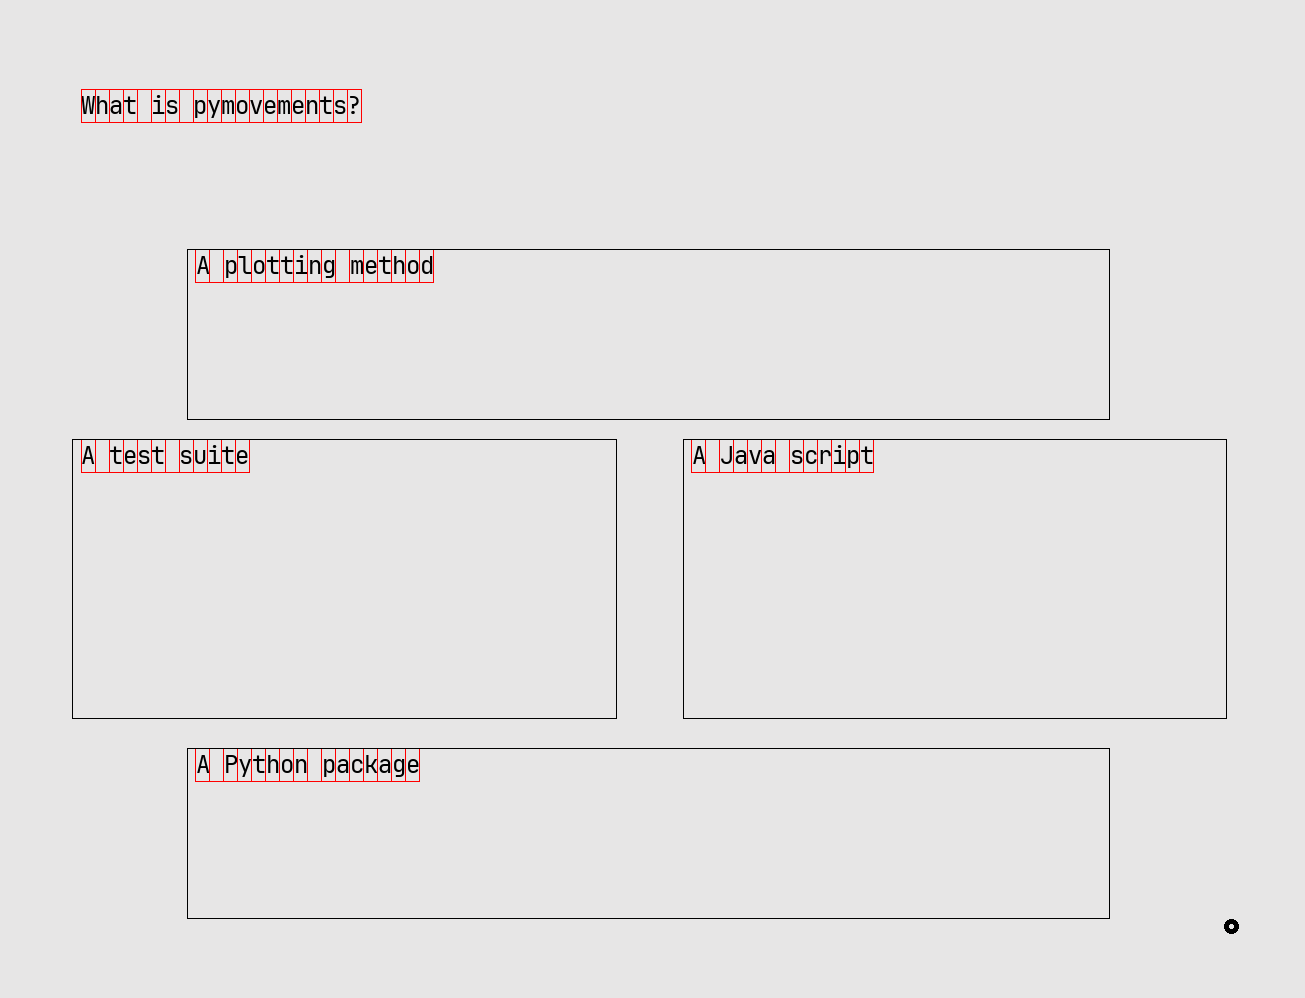 What is pymovements?
A plotting method
A test suite
A Java script
A Python package